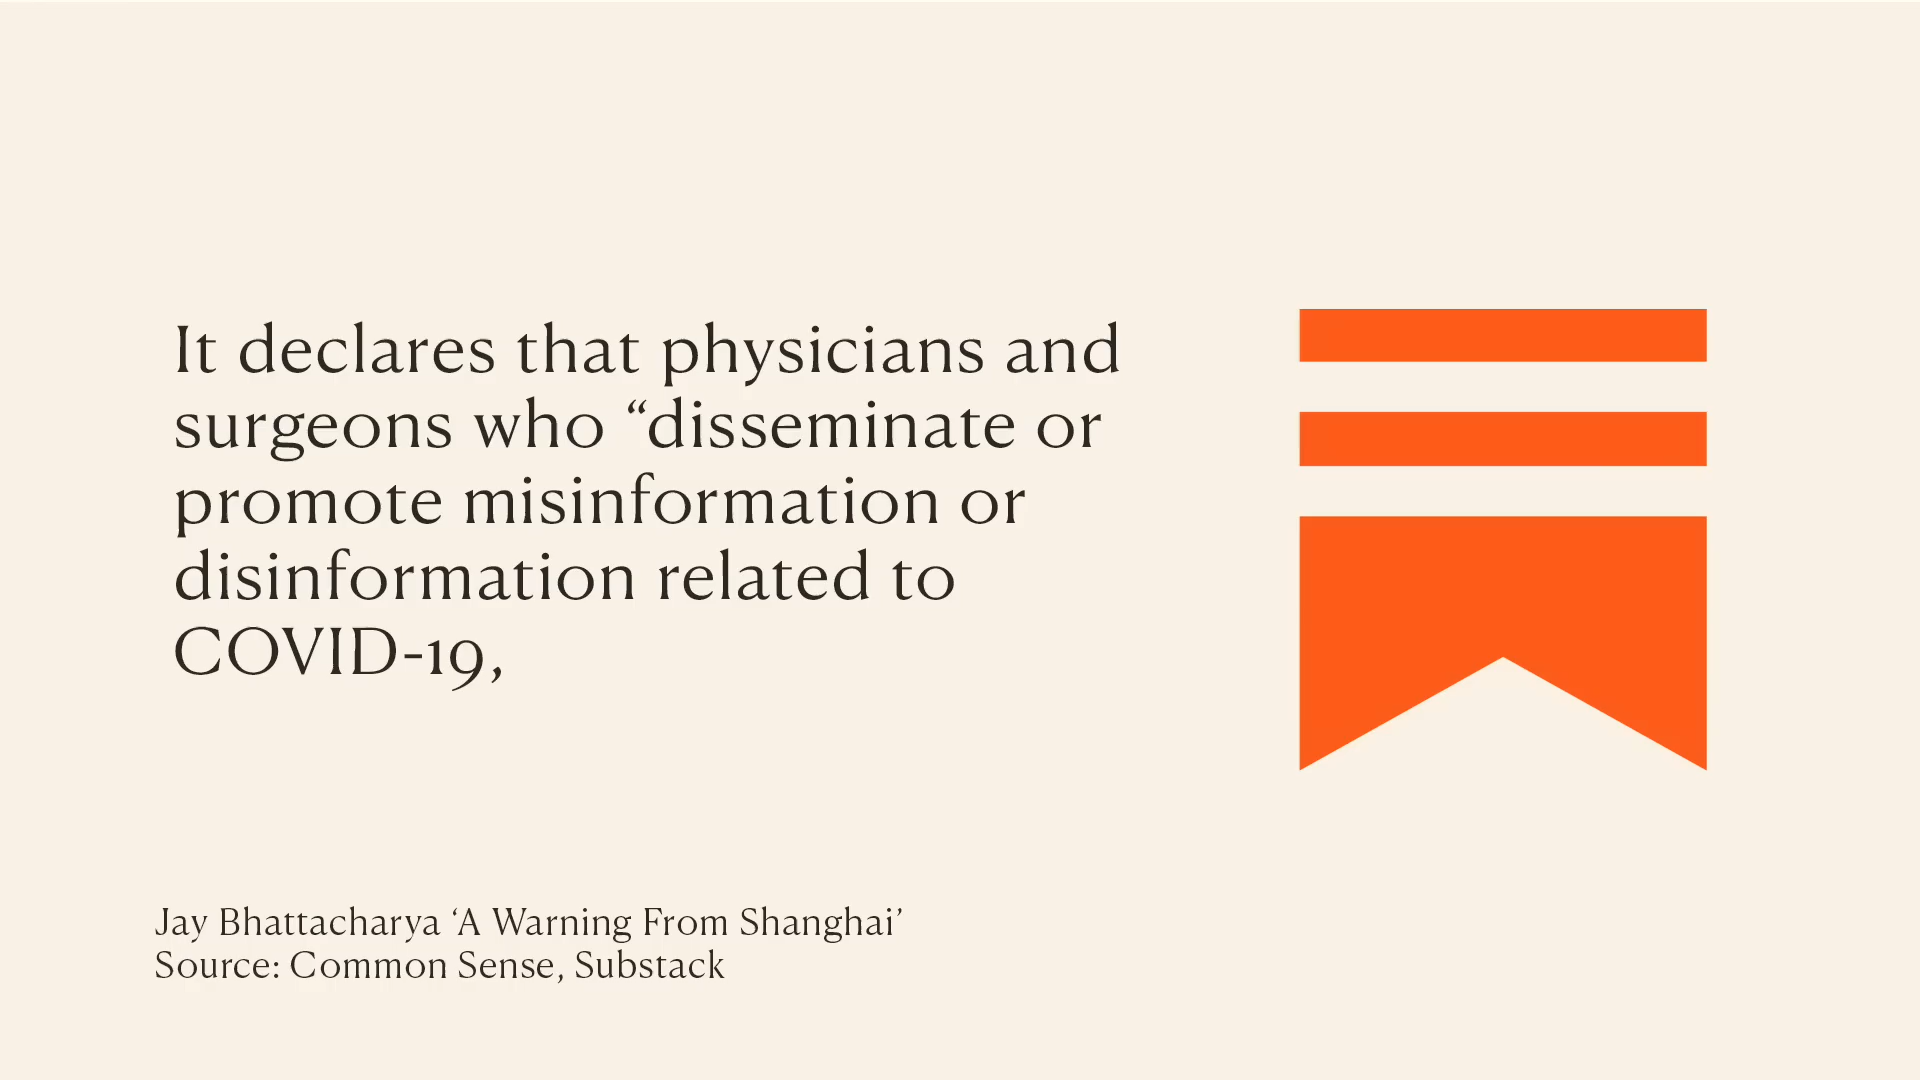 It declares that physicians and
surgeons who “disseminate or
promote misinformation or
disinformation related to
COVID-19,
Jay Bhattacharya ‘A Warning From Shanghai’
Source: Common Sense, Substack